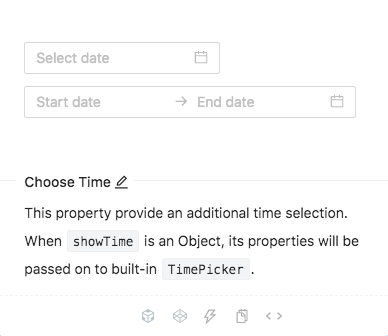 Select date
Start date → End date
Choose Time
This property provide an additional time selection.
When showTime is an Object, its properties will be
passed on to built-in TimePicker .